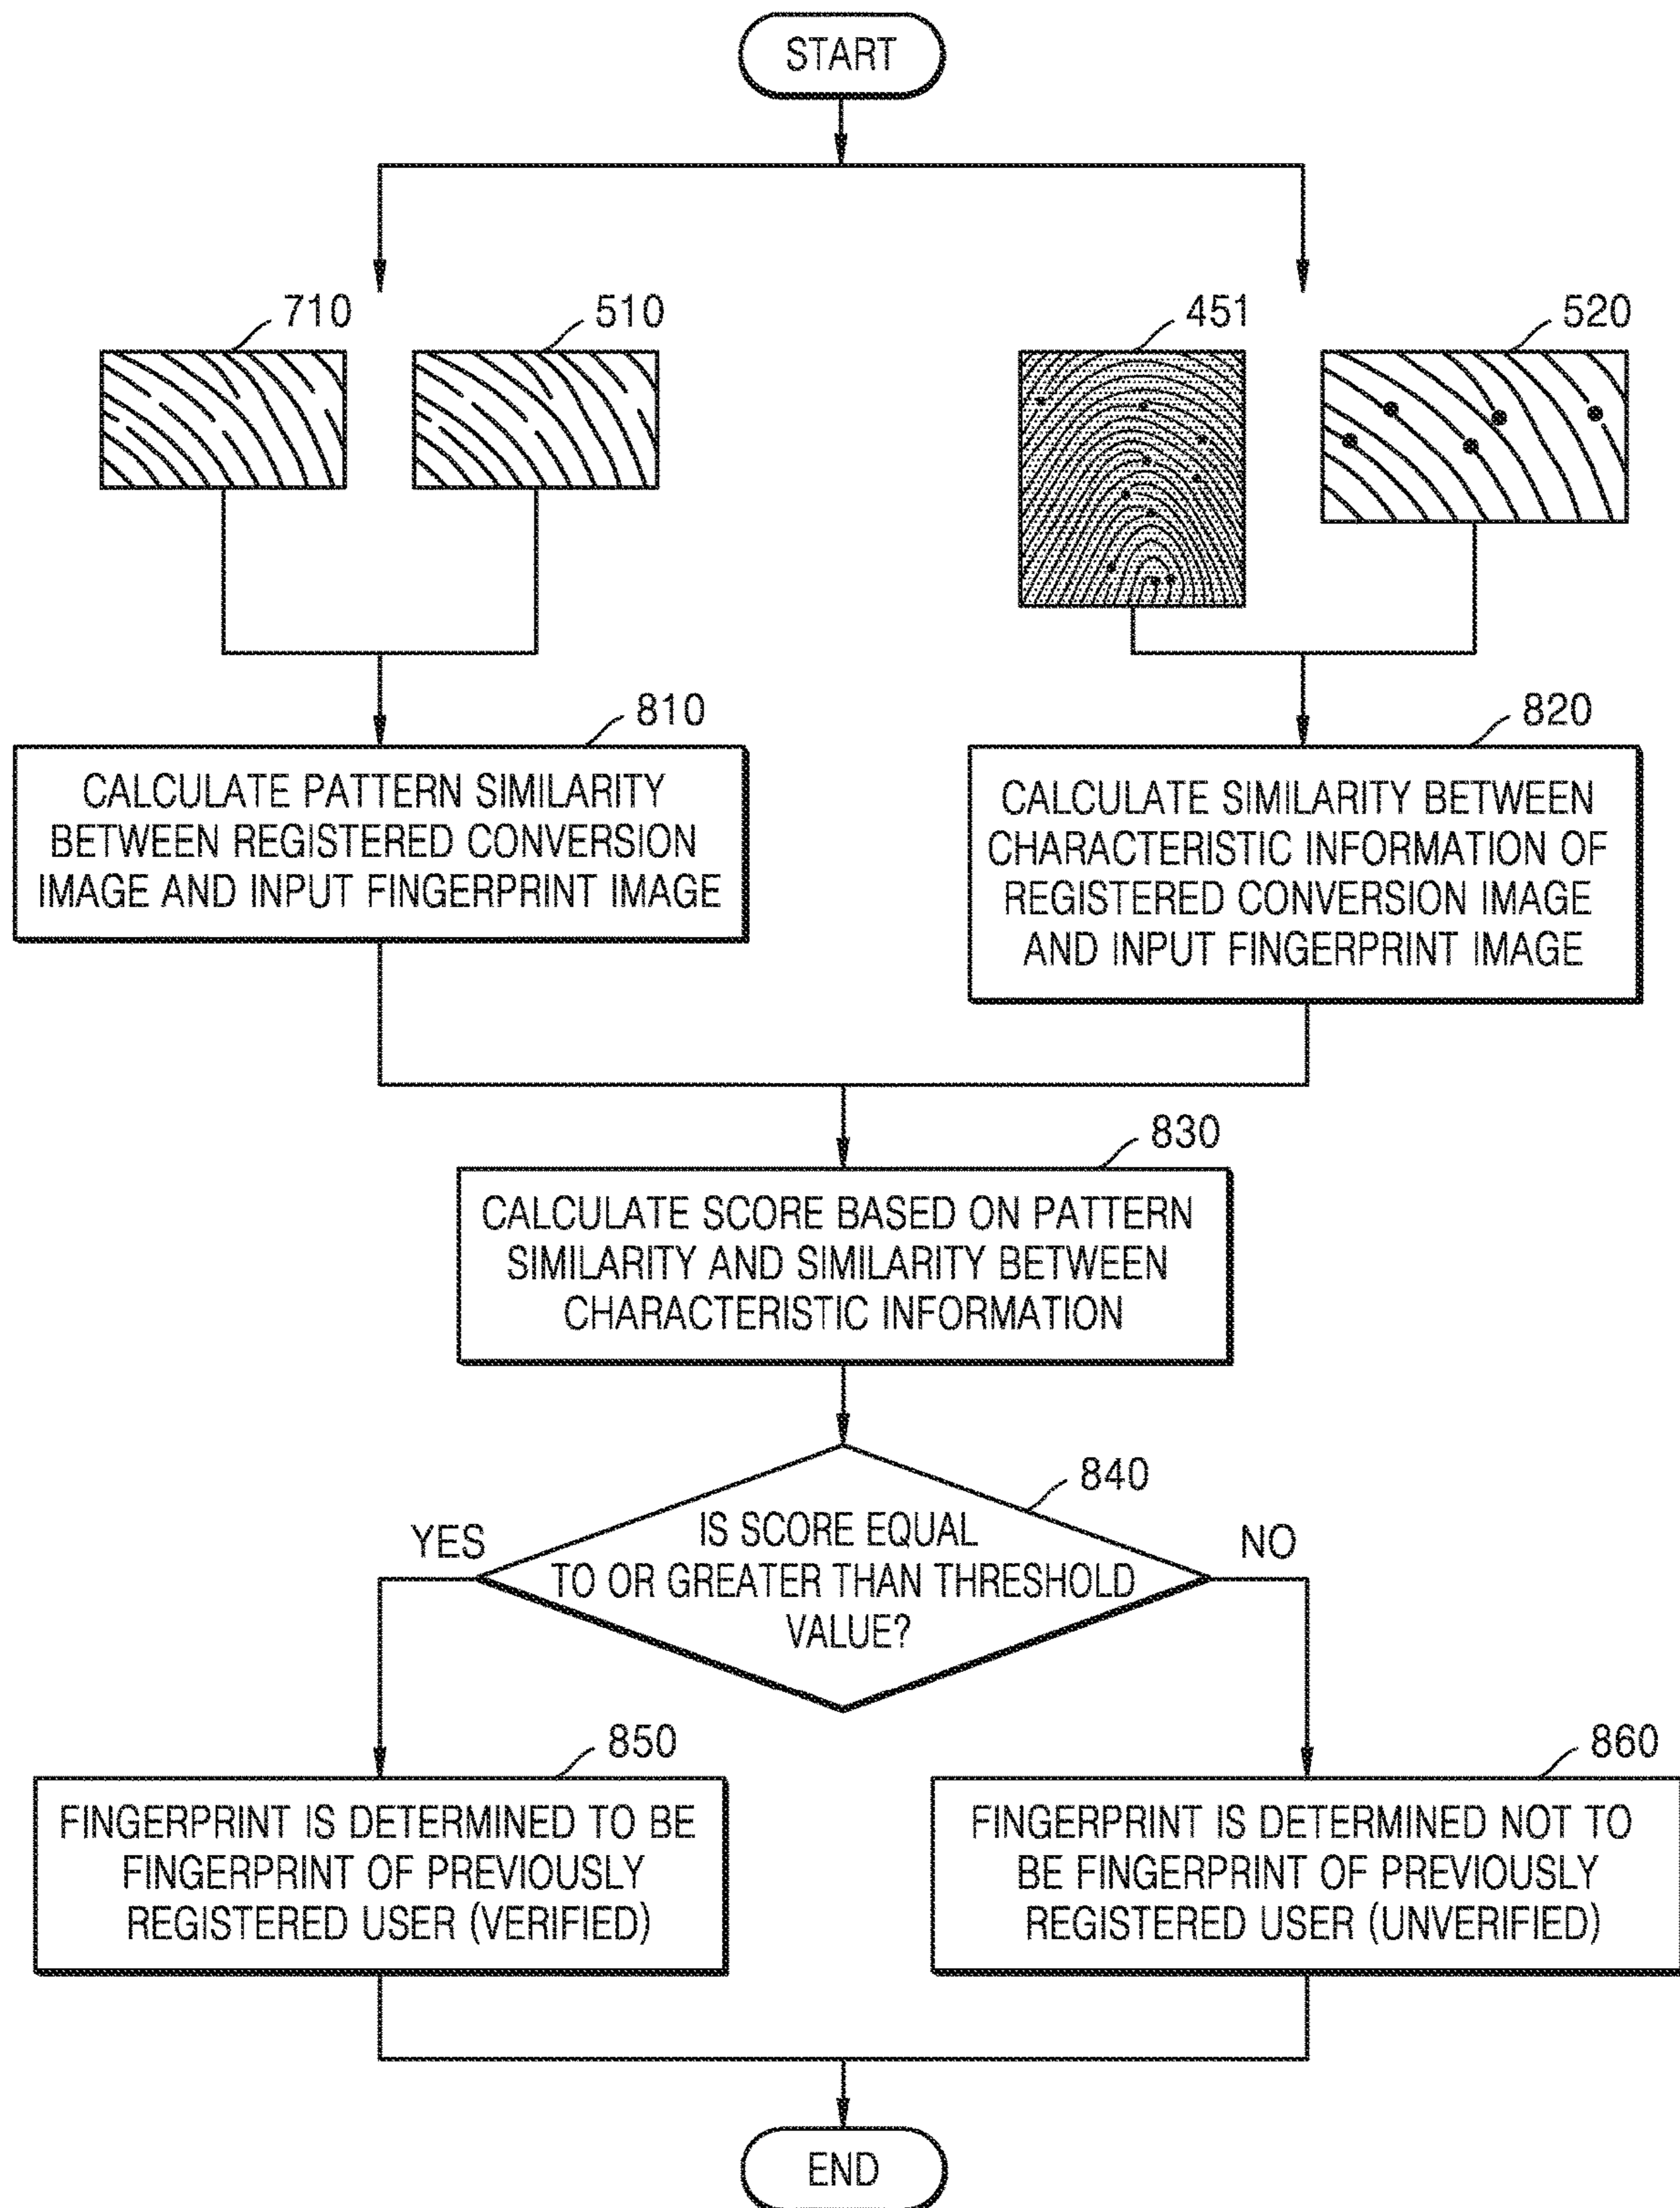 START
710
510
451
520
810
820
CALCULATE PATTERN SIMILARITY
BETWEEN REGISTERED CONVERSION
IMAGE AND INPUT FINGERPRINT IMAGE
CALCULATE SIMILARITY BETWEEN
CHARACTERISTIC INFORMATION OF
REGISTERED CONVERSION IMAGE
AND INPUT FINGERPRINT IMAGE
830
CALCULATE SCORE BASED ON PATTERN
SIMILARITY AND SIMILARITY BETWEEN
CHARACTERISTIC INFORMATION
840
YES
IS SCORE EQUAL
TO OR GREATER THAN THRESHOLD
VALUE?
NO
850
860
FINGERPRINT IS DETERMINED TO BE
FINGERPRINT OF PREVIOUSLY
REGISTERED USER (VERIFIED)
FINGERPRINT IS DETERMINED NOT TO
BE FINGERPRINT OF PREVIOUSLY
REGISTERED USER (UNVERIFIED)
END